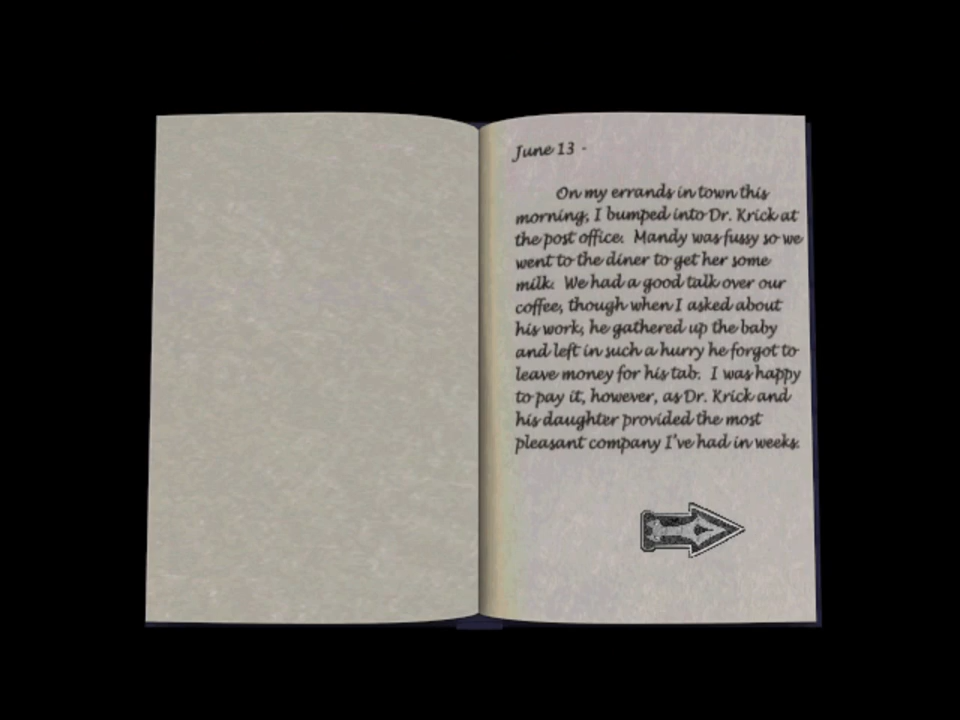 June 13 -
On my errands in town this
morning, I bumped into Dr. Krick at
the post office. Mandy was fussy so we
went to the diner to get her some
milk. We had a good talk over our
coffee, though when I asked about
his work, he gathered up the baby
and left in such a hurry he forgot to
leave money for his tab. I was happy
to pay it, however, as Dr. Krick and
his daughter provided the most
pleasant company I've had in weeks.